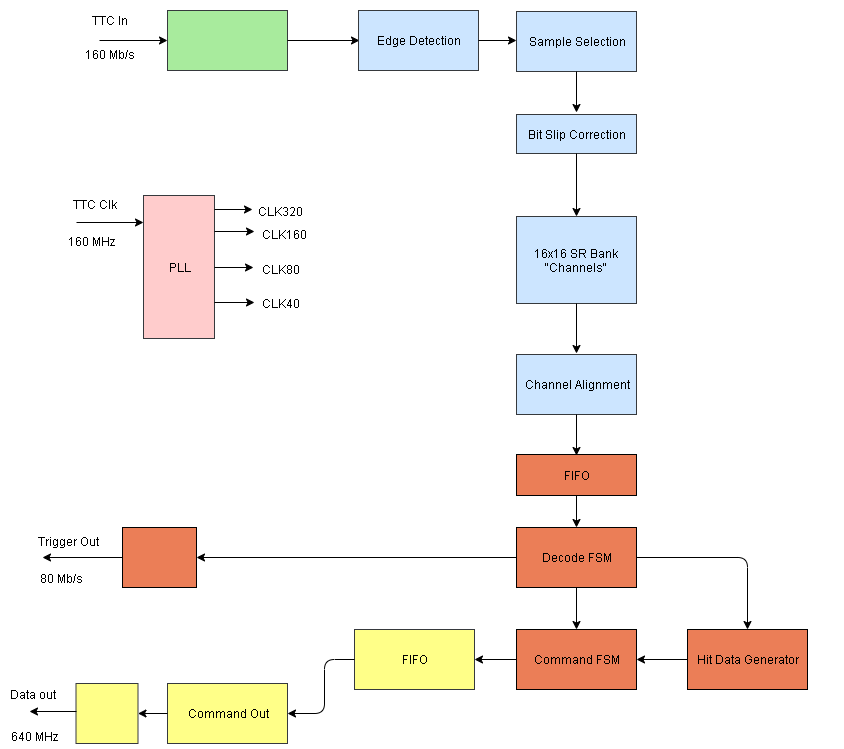 TTC In
160 Mb/s
Edge Detection
Sample Selection
Bit Slip Correction
TTC Clk
160 MHz
PLL
CLK320
CLK160
CLK80
CLK40
16x16 SR Bank
"Channels"
Channel Alignment
FIFO
Trigger Out
80 Mb/s
Decode FSM
FIFO
Command FSM
Hit Data Generator
Data out
640 MHz
Command Out